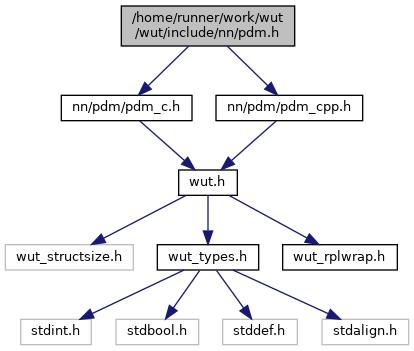 /home/runner/work/wut
/wut/include/nn/pdm.h
nn/pdm/pdm_c.h
nn/pdm/pdm_cpp.h
wut.h
wut_structsize.h
wut_types.h
wut_rplwrap.h
stdint.h
stdbool.h
stddef.h
stdalign.h